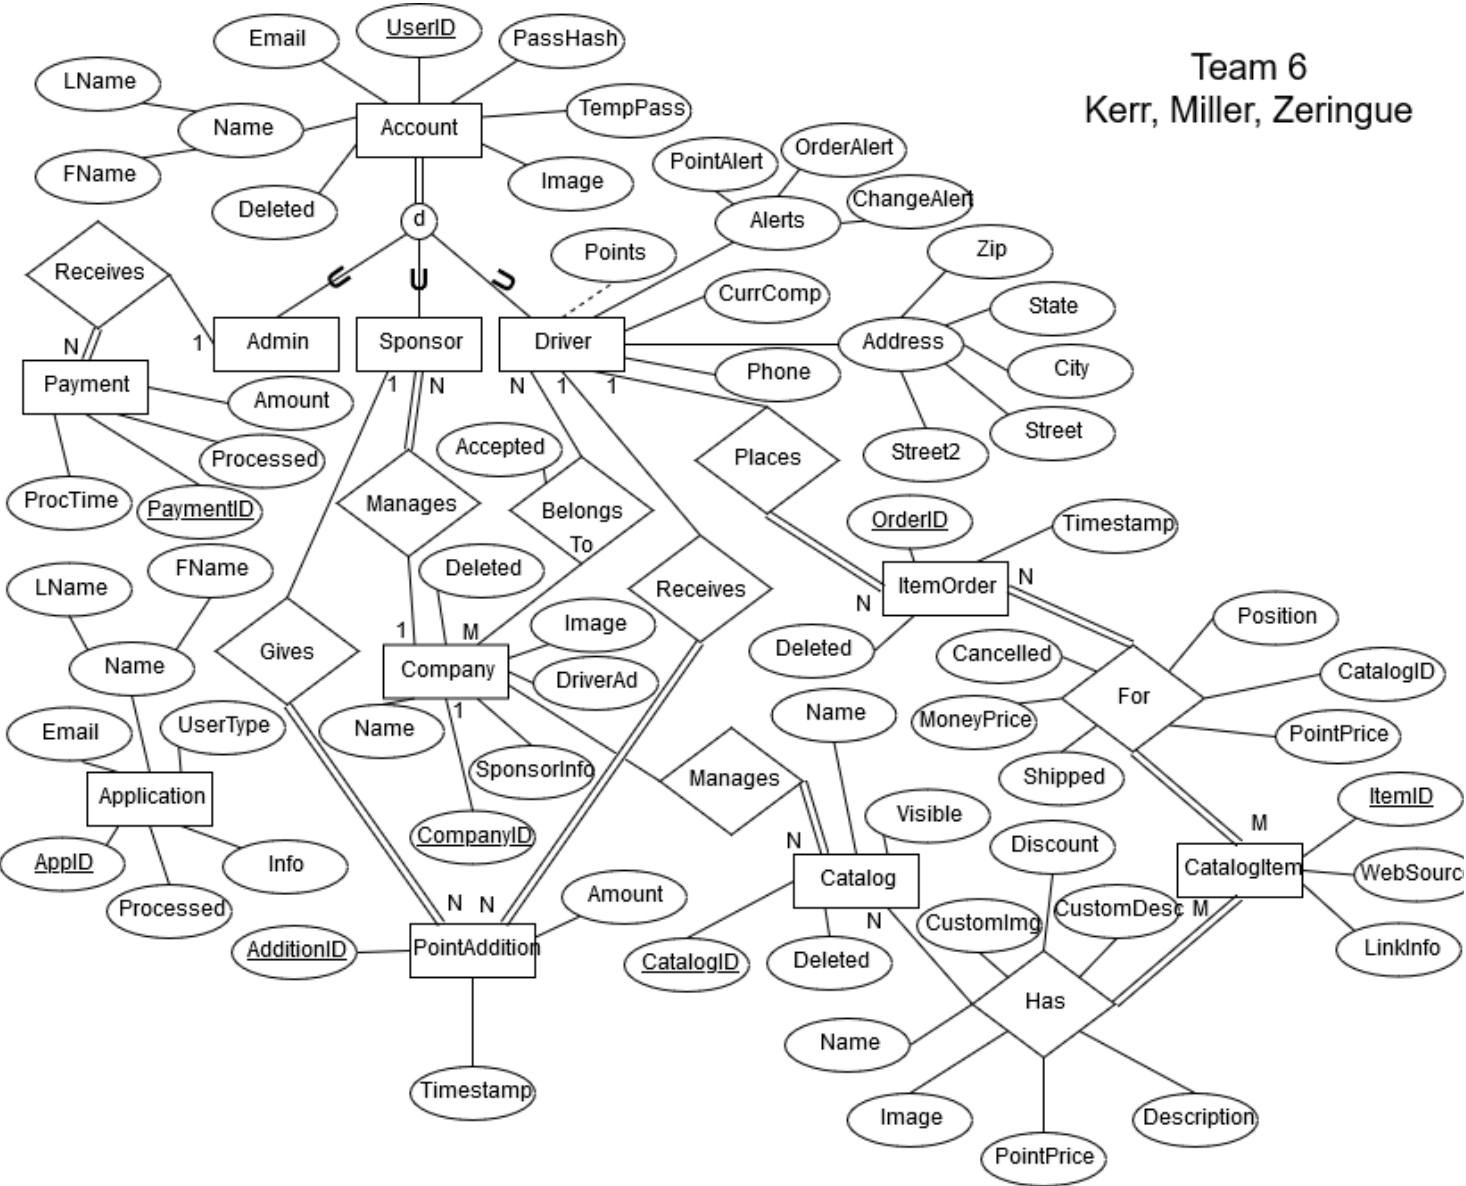 Team 6
Kerr, Miller, Zeringue
UserID
Email
PassHash
LName
TempPass
Name
Account
FName
Image
Deleted
d
PointAlert
OrderAlert
ChangeAlert
Alerts
Points
Zip
Receives
CurrComp
State
Admin
Sponsor
Driver
Address
N
1
Payment
1
N
N
1
1
Phone
City
Amount
Accepted
Places
Street
Street2
Processed
ProcTime
PaymentID
Manages
Belongs
To
OrderID
Timestamp
LName
FName
Deleted
Receives
ItemOrder
N
N
Image
Position
1
M
Gives
Deleted
Cancelled
Name
Company
DriverAd
CatalogID
For
Name
1
Name
MoneyPrice
PointPrice
Email
UserType
SponsorInfo
Manages
Shipped
Application
ItemID
CompanyID
N
Visible
M
Discount
AppID
Info
Catalog
CatalogItem
WebSource
Processed
N
N
Amount
N
CustomImg
CustomDesc
M
AdditionID
PointAddition
CatalogID
Deleted
LinkInfo
Has
Name
Timestamp
Image
Description
PointPrice